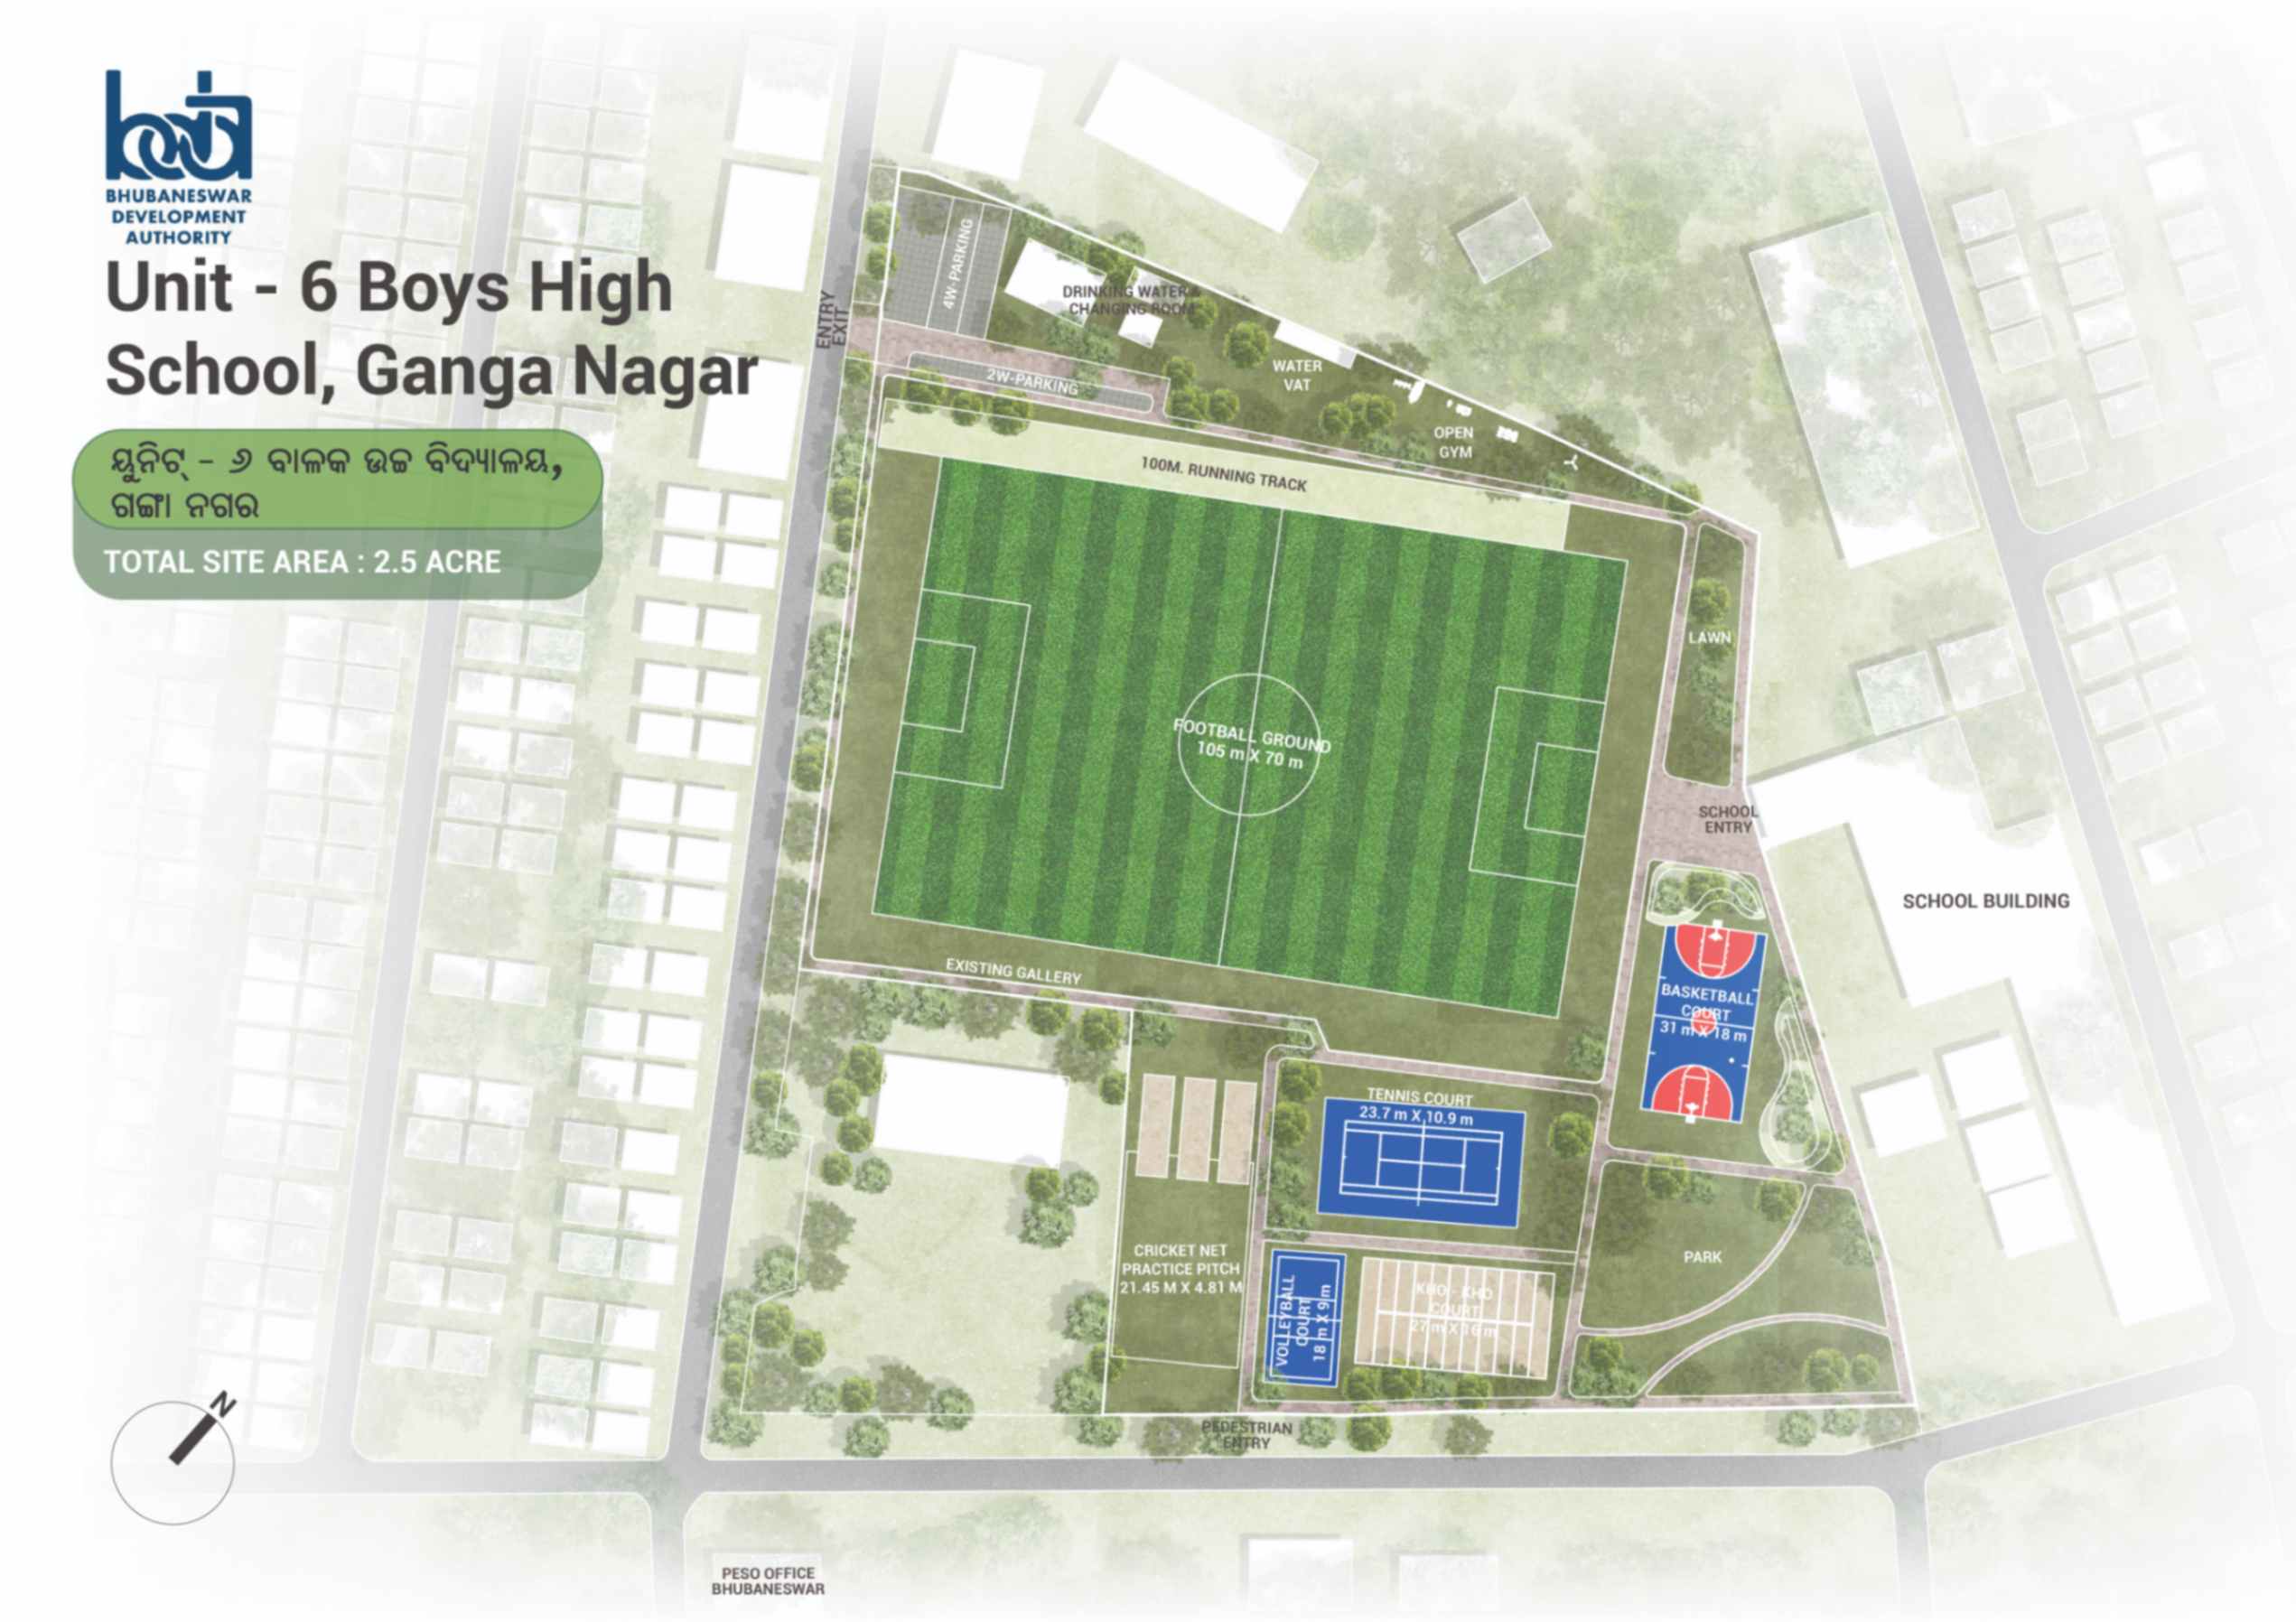 BHUBANESWAR
DEVELOPMENT
AUTHORITY
Unit - 6 Boys High
School, Ganga Nagar
ୟୁନିଟ୍ - ୬ ବାଳକ ଉଚ୍ଚ ବିଦ୍ୟାଳୟ,
ଗଙ୍ଗା ନଗର
TOTAL SITE AREA : 2.5 ACRE
ENTRY
EXIT
4W-PARKING
DRINKING WATER &
CHANGING ROOM
2W-PARKING
WATER
VAT
OPEN
GYM
100M. RUNNING TRACK
LAWN
FOOTBALL GROUND
105 m X 70 m
SCHOOL
ENTRY
SCHOOL BUILDING
EXISTING GALLERY
BASKETBALL
COURT
31 m X 18 m
TENNIS COURT
23.7 m X 10.9 m
CRICKET NET
PRACTICE PITCH
21.45 M X 4.81 M
VOLLEYBALL
COURT
18 m X 9 m
KHO - KHO
COURT
27 m X 16 m
PARK
PEDESTRIAN
ENTRY
N
PESO OFFICE
BHUBANESWAR